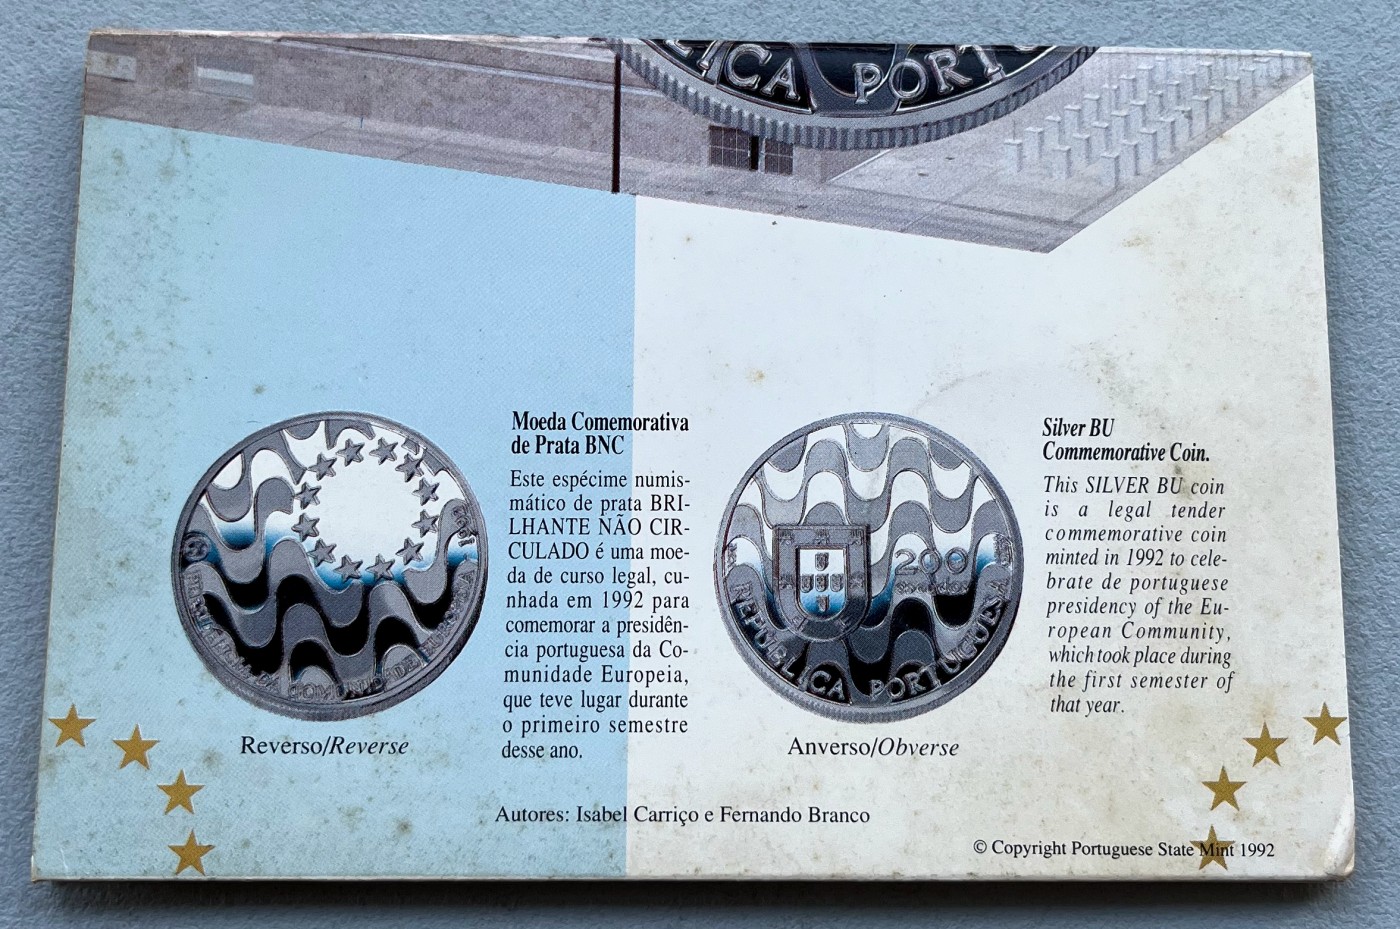 ICA PORTU
Moeda Comemorativa
de Prata BNC
Este espécime numis-
mático de prata BRI-
LHANTE NÃO CIR-
CULADO é uma moe-
da de curso legal, cu-
nhada em 1992 para
comemorar a presidên-
cia portuguesa da Co-
munidade Europeia,
que teve lugar durante
o primeiro semestre
desse ano.
Silver BU
Commemorative Coin.
This SILVER BU coin
is a legal tender
commemorative coin
minted in 1992 to cele-
brate de portuguese
presidency of the Eu-
ropean Community,
which took place during
the first semester of
that year.
200
escudos
REPUBLICA PORTUGUESA
Reverso/Reverse
Anverso/Obverse
Autores: Isabel Carriço e Fernando Branco
© Copyright Portuguese State Mint 1992